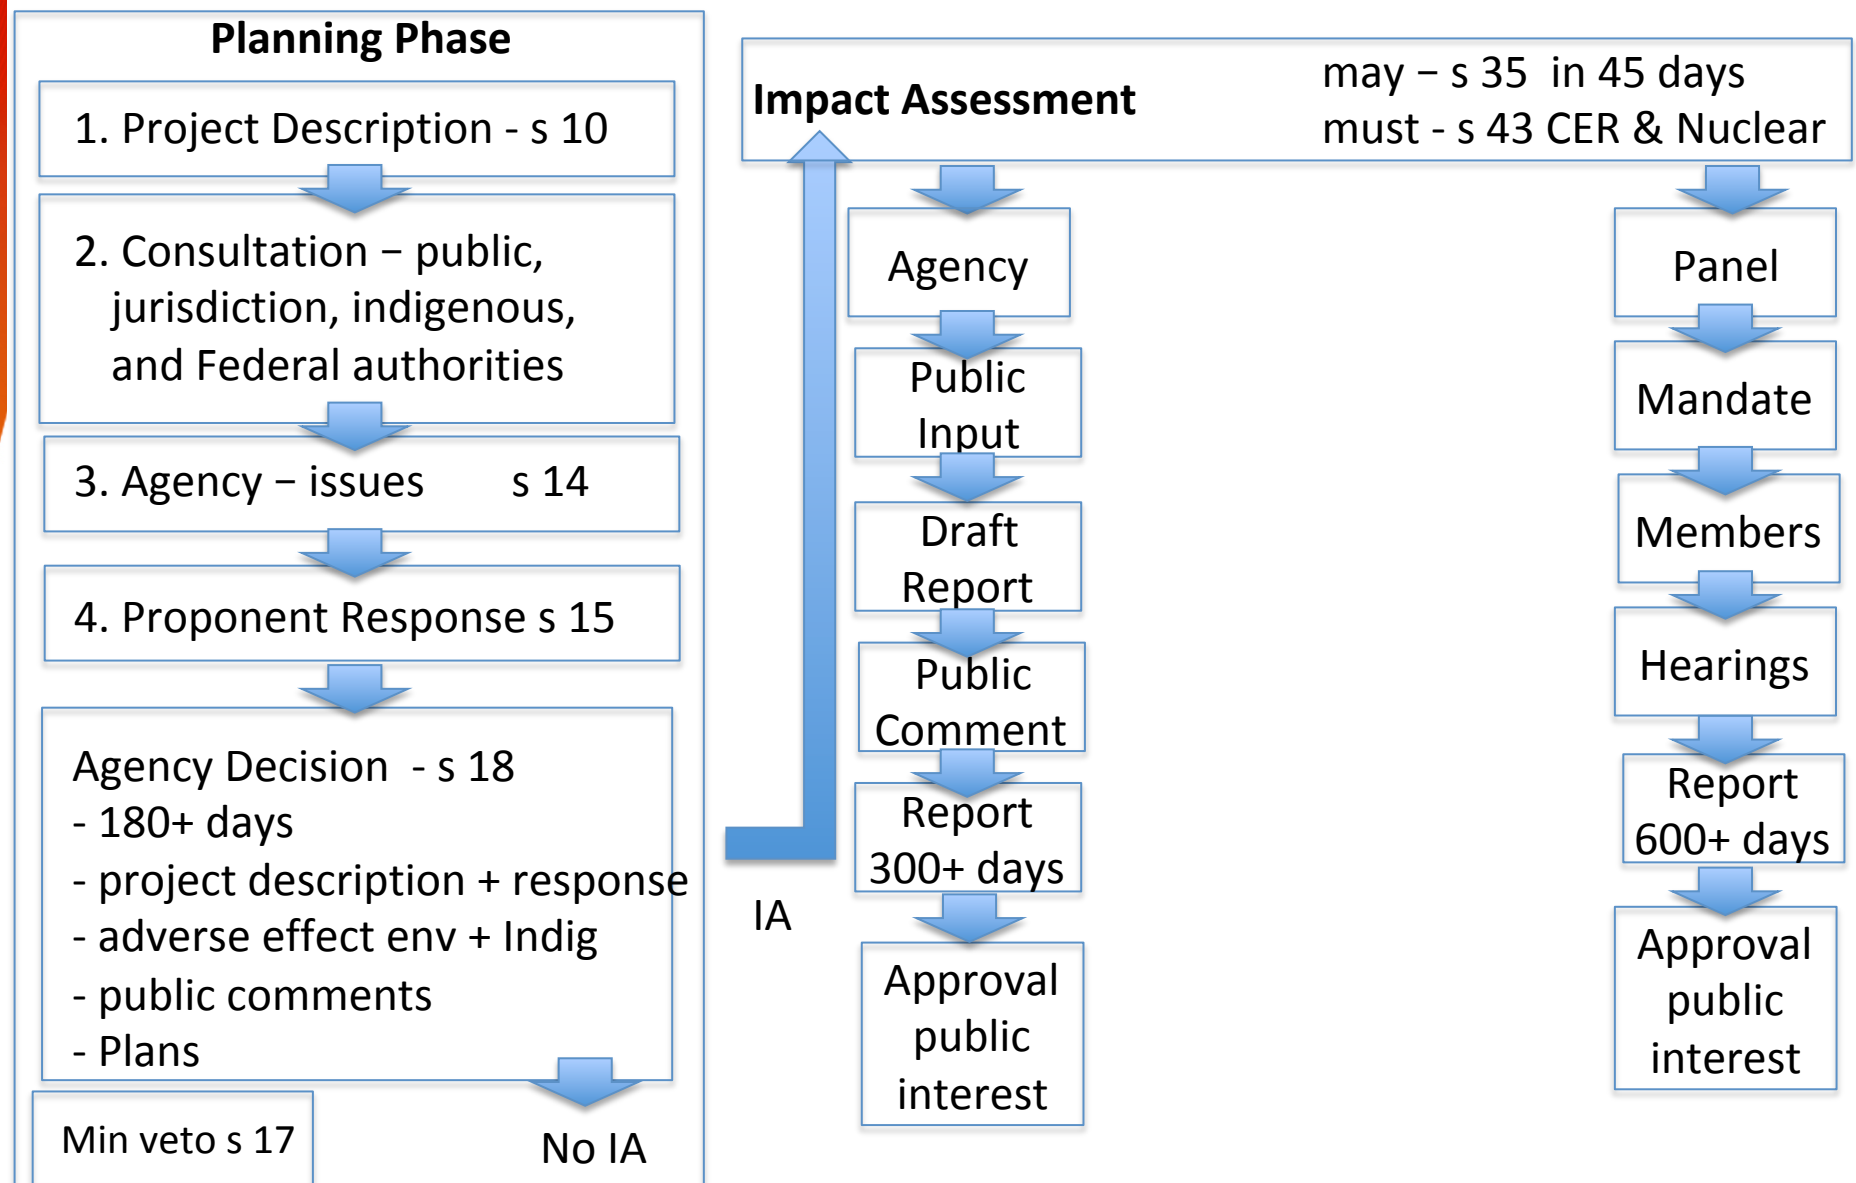 Planning Phase
1. Project Description - s 10
2. Consultation – public,
jurisdiction, indigenous,
and Federal authorities
3. Agency – issues s 14
4. Proponent Response s 15
Agency Decision - s 18
- 180+ days
- project description + response
- adverse effect env + Indig
- public comments
- Plans
Min veto s 17
No IA
IA
Impact Assessment
may – s 35 in 45 days
must - s 43 CER & Nuclear
Agency
Public
Input
Draft
Report
Public
Comment
Report
300+ days
Approval
public
interest
Panel
Mandate
Members
Hearings
Report
600+ days
Approval
public
interest